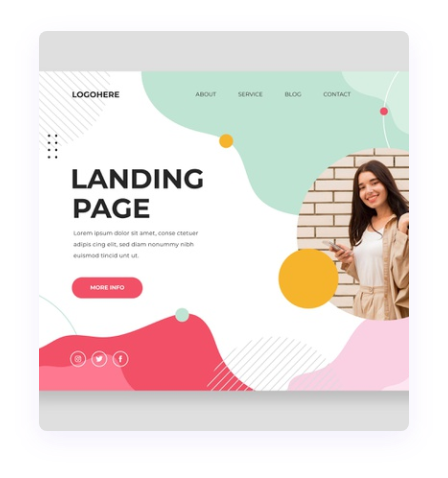 LOGOHERE
ABOUT SERVICE BLOG CONTACT
LANDING
PAGE
Lorem ipsum dolor sit amet, conse ctetuer
adipis cing elit, sed diam nonummy nibh
euismod tincid unt ut.
MORE INFO